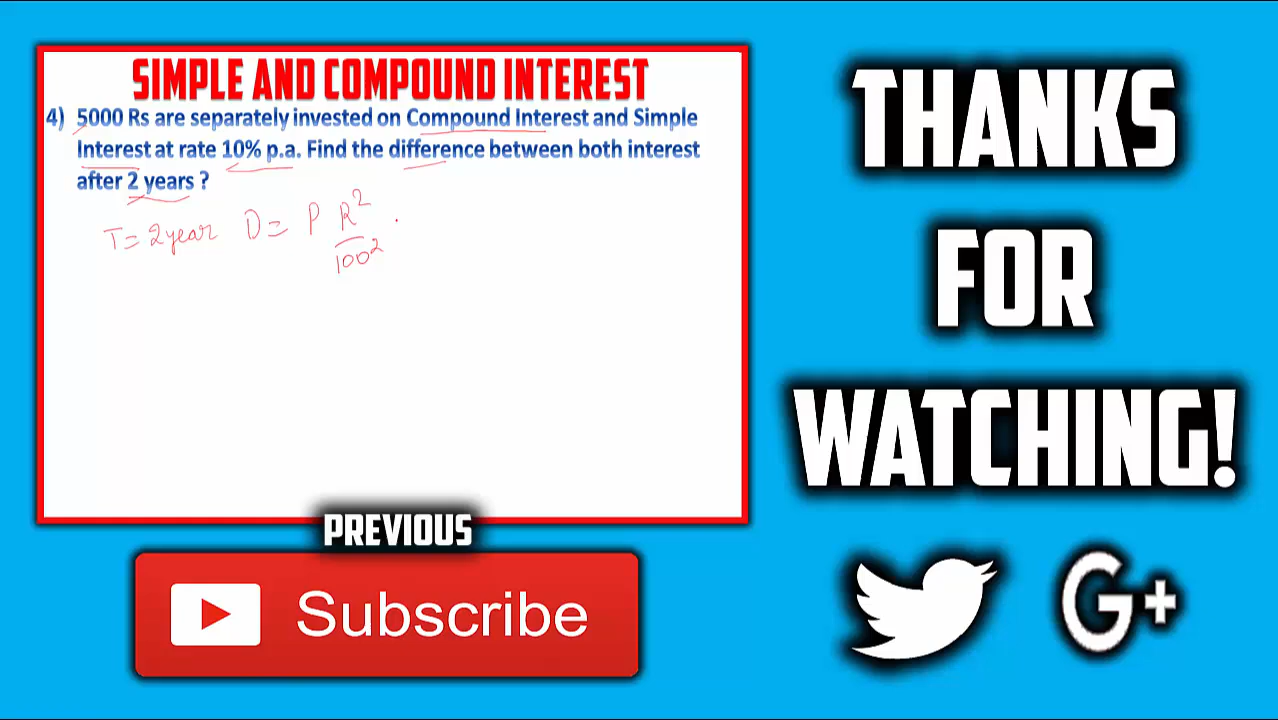 SIMPLE AND COMPOUND INTEREST
4) 5000 Rs are separately invested on Compound Interest and Simple
Interest at rate 10% p.a. Find the difference between both interest
after 2 years ?
T= 2year D= P R²
100²
PREVIOUS
Subscribe
THANKS
FOR
WATCHING!
G+